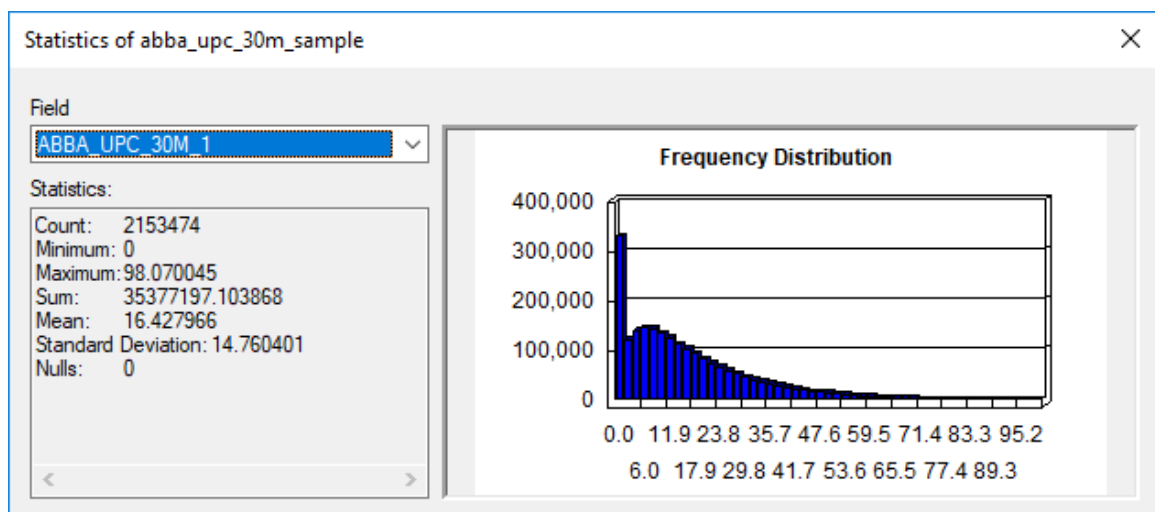 Statistics of abba_upc_30m_sample
Field
ABBA_UPC_30M_1
Statistics:
Count: 2153474
Minimum: 0
Maximum: 98.070045
Sum: 35377197.103868
Mean: 16.427966
Standard Deviation: 14.760401
Nulls: 0
Frequency Distribution
400,000
300,000
200,000
100,000
0
0.0 11.9 23.8 35.7 47.6 59.5 71.4 83.3 95.2
6.0 17.9 29.8 41.7 53.6 65.5 77.4 89.3